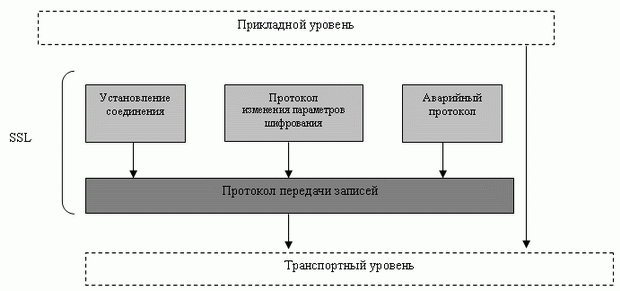 Прикладной уровень
SSL
Установление
соединения
Протокол
изменения параметров
шифрования
Аварийный
протокол
Протокол передачи записей
Транспортный уровень